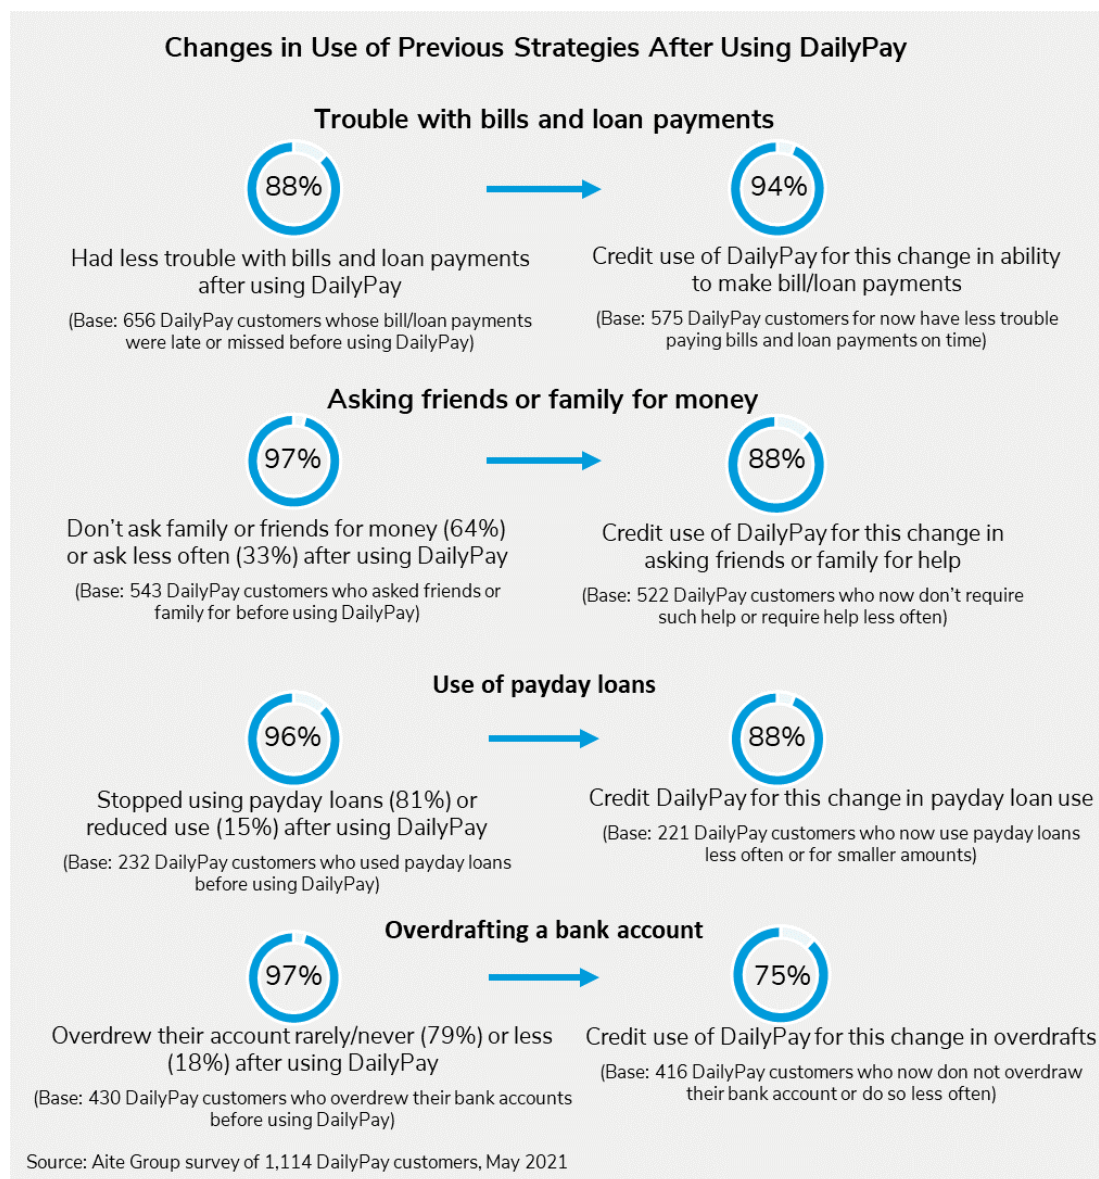 Changes in Use of Previous Strategies After Using DailyPay
Trouble with bills and loan payments
88%
94%
Had less trouble with bills and loan payments
after using DailyPay
(Base: 656 DailyPay customers whose bill/loan payments
were late or missed before using DailyPay)
Credit use of DailyPay for this change in ability
to make bill/loan payments
(Base: 575 DailyPay customers for now have less trouble
paying bills and loan payments on time)
Asking friends or family for money
97%
88%
Don't ask family or friends for money (64%)
or ask less often (33%) after using DailyPay
(Base: 543 DailyPay customers who asked friends or
family for before using DailyPay)
Credit use of DailyPay for this change in
asking friends or family for help
(Base: 522 DailyPay customers who now don't require
such help or require help less often)
Use of payday loans
96%
88%
Stopped using payday loans (81%) or
reduced use (15%) after using DailyPay
(Base: 232 DailyPay customers who used payday loans
before using DailyPay)
Credit DailyPay for this change in payday loan use
(Base: 221 DailyPay customers who now use payday loans
less often or for smaller amounts)
Overdrafting a bank account
97%
75%
Overdrew their account rarely/never (79%) or less
(18%) after using DailyPay
(Base: 430 DailyPay customers who overdrew their bank accounts
before using DailyPay)
Credit use of DailyPay for this change in overdrafts
(Base: 416 DailyPay customers who now don not overdraw
their bank account or do so less often)
Source: Aite Group survey of 1,114 DailyPay customers, May 2021